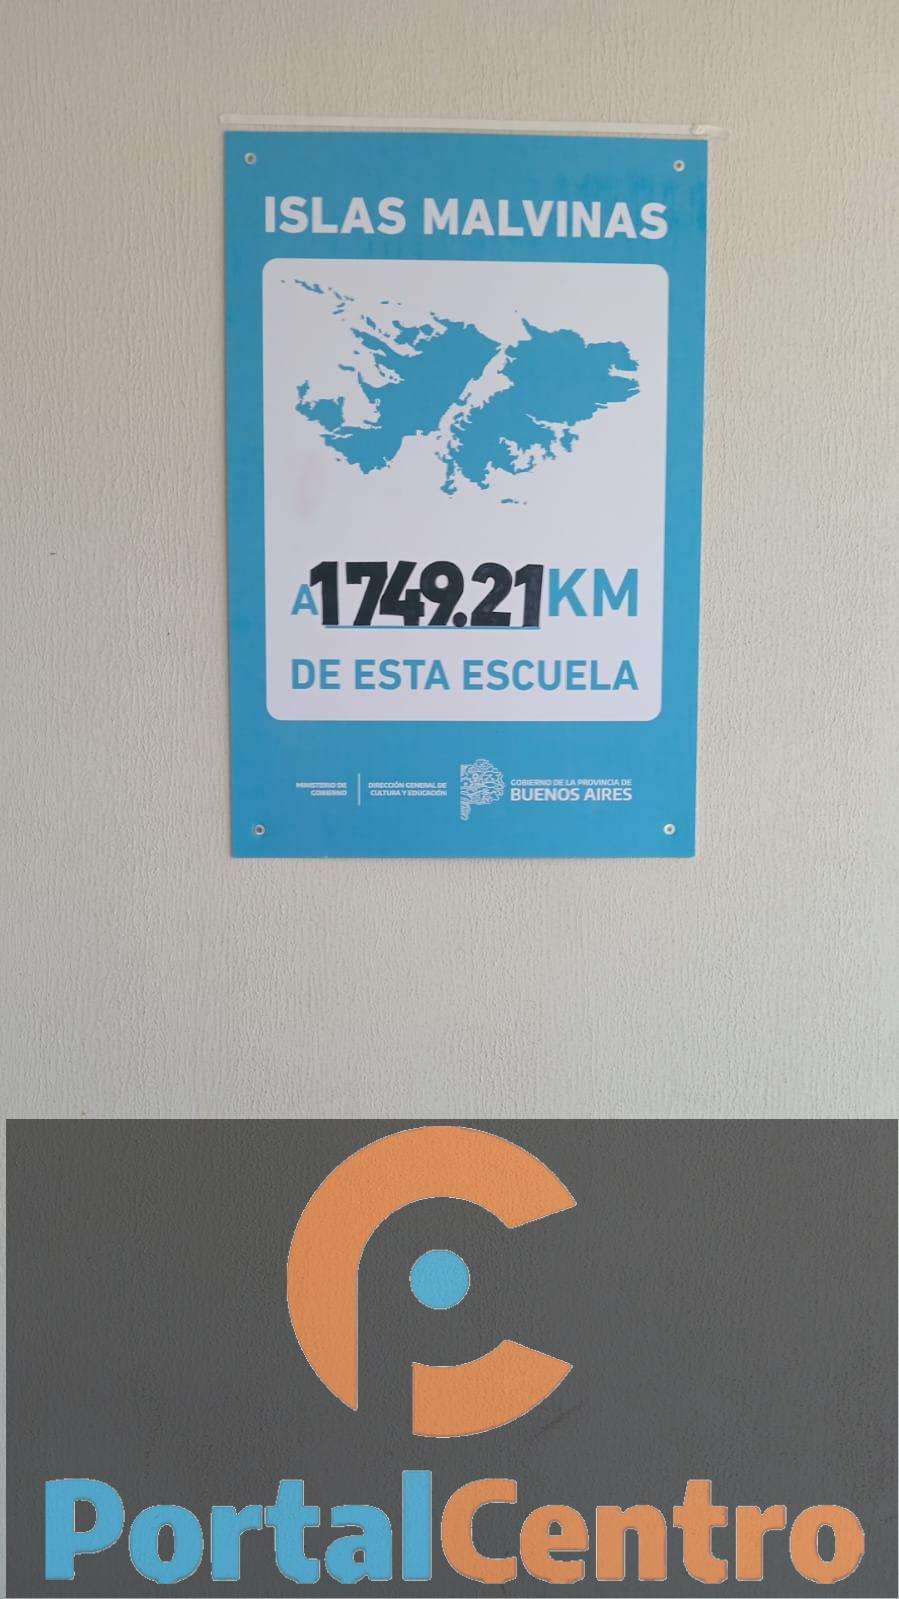 ISLAS MALVINAS
A 1749.21 KM
DE ESTA ESCUELA
MINISTERIO DE
GOBIERNO
DIRECCIÓN GENERAL DE
CULTURA Y EDUCACIÓN
GOBIERNO DE LA PROVINCIA DE
BUENOS AIRES
PortalCentro